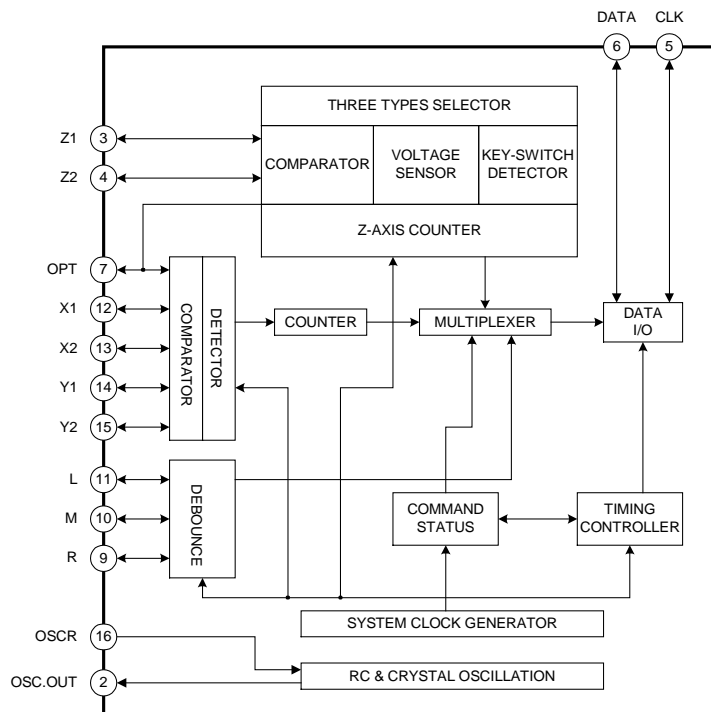 DATA CLK
6 5
THREE TYPES SELECTOR
Z1 3
COMPARATOR
VOLTAGE
SENSOR
KEY-SWITCH
DETECTOR
Z2 4
Z-AXIS COUNTER
OPT 7
X1 12
X2 13
Y1 14
Y2 15
COMPARATOR
DETECTOR
COUNTER
MULTIPLEXER
DATA
I/O
L 11
M 10
R 9
DEBOUNCE
COMMAND
STATUS
TIMING
CONTROLLER
SYSTEM CLOCK GENERATOR
OSCR 16
RC & CRYSTAL OSCILLATION
OSC.OUT 2